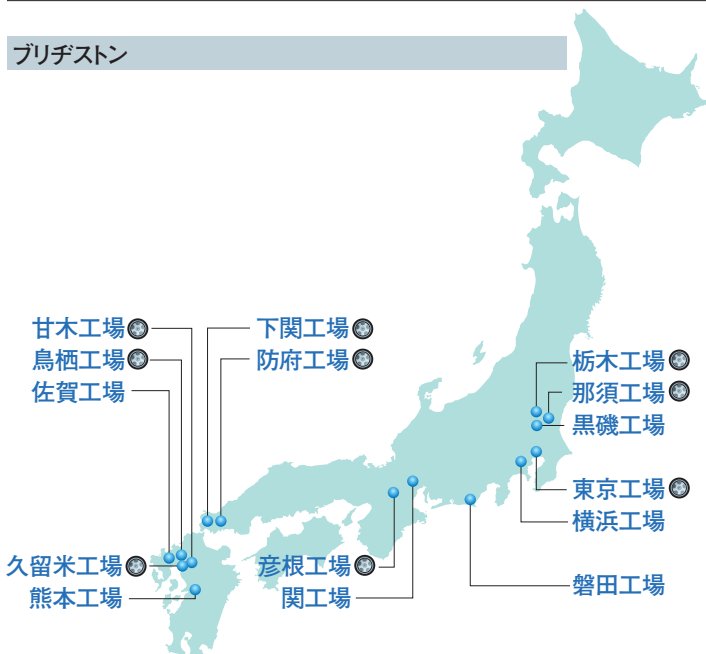 ブリヂストン
甘木工場
鳥栖工場
佐賀工場
久留米工場
熊本工場
下関工場
防府工場
彦根工場
関工場
栃木工場
那須工場
黒磯工場
東京工場
横浜工場
磐田工場